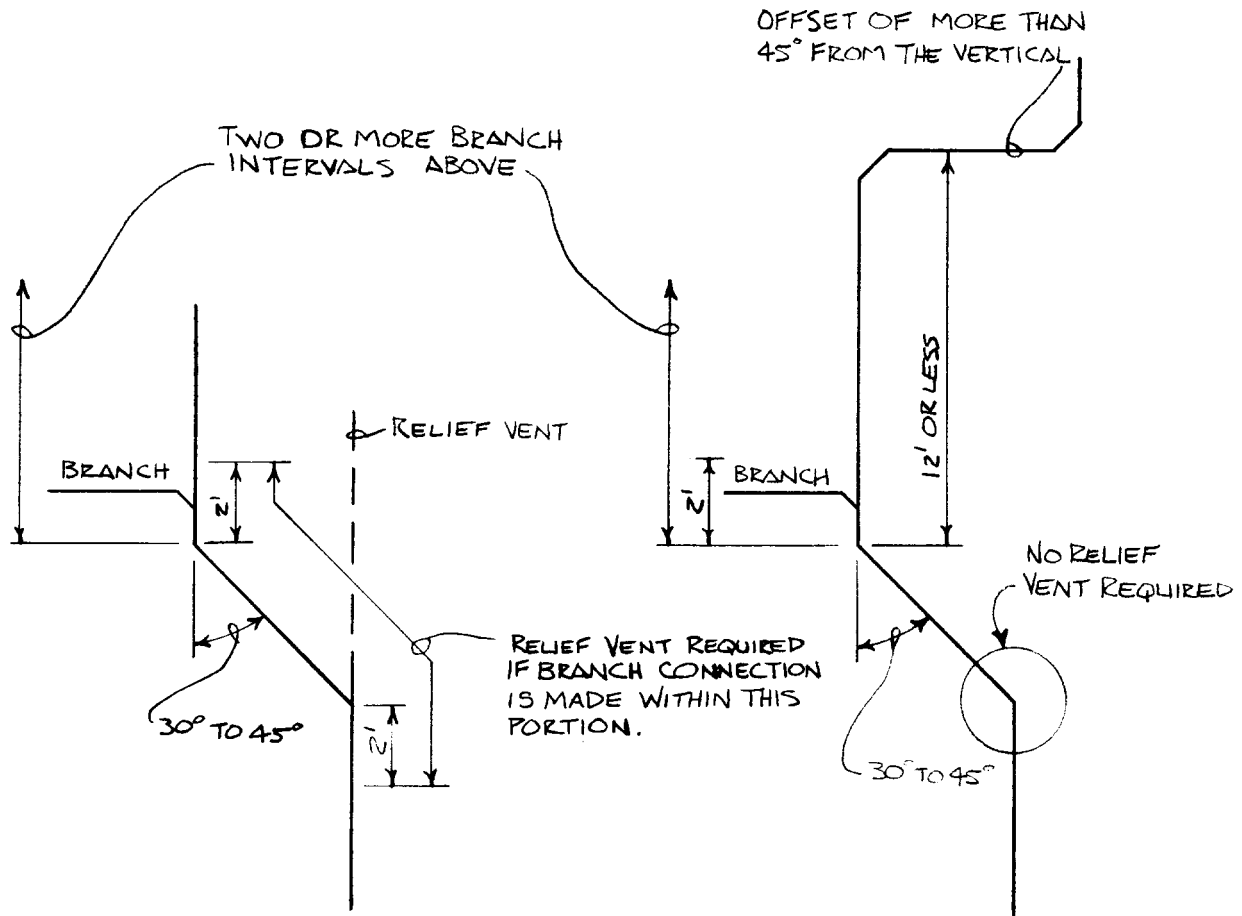 OFFSET OF MORE THAN
45° FROM THE VERTICAL
TWO OR MORE BRANCH
INTERVALS ABOVE
RELIEF VENT
BRANCH
2'
2'
30° TO 45°
RELIEF VENT REQUIRED
IF BRANCH CONNECTION
IS MADE WITHIN THIS
PORTION.
BRANCH
2'
12' OR LESS
NO RELIEF
VENT REQUIRED
30° TO 45°